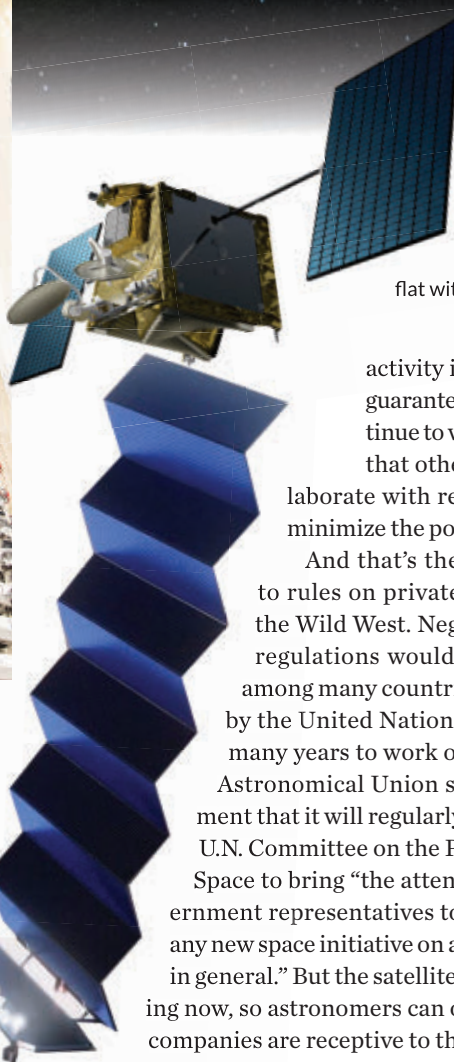 flat wit
activity i
guarante
tinue to
that othe
laborate with re
minimize the po
And that’s the
to rules on private
the Wild West. Neg
regulations would
among many countri
by the United Nation
many years to work o
Astronomical Union s
ment that it will regularly
U.N. Committee on the
Space to bring “the atten
ernment representatives to
any new space initiative on a
in general.” But the satellite
ing now, so astronomers can
companies are receptive to th